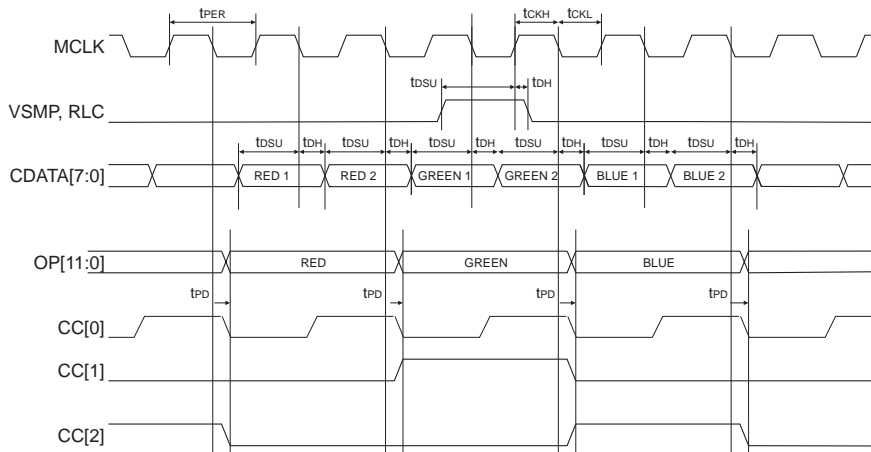 tPER tCKH tCKL
MCLK
tDSU tDH
VSMP, RLC
tDSU tDH tDSU tDH tDSU tDH tDSU tDH tDSU tDH tDSU tDH
CDATA[7:0] RED 1 RED 2 GREEN 1 GREEN 2 BLUE 1 BLUE 2
OP[11:0] RED GREEN BLUE
tPD tPD tPD tPD
CC[0]
CC[1]
CC[2]